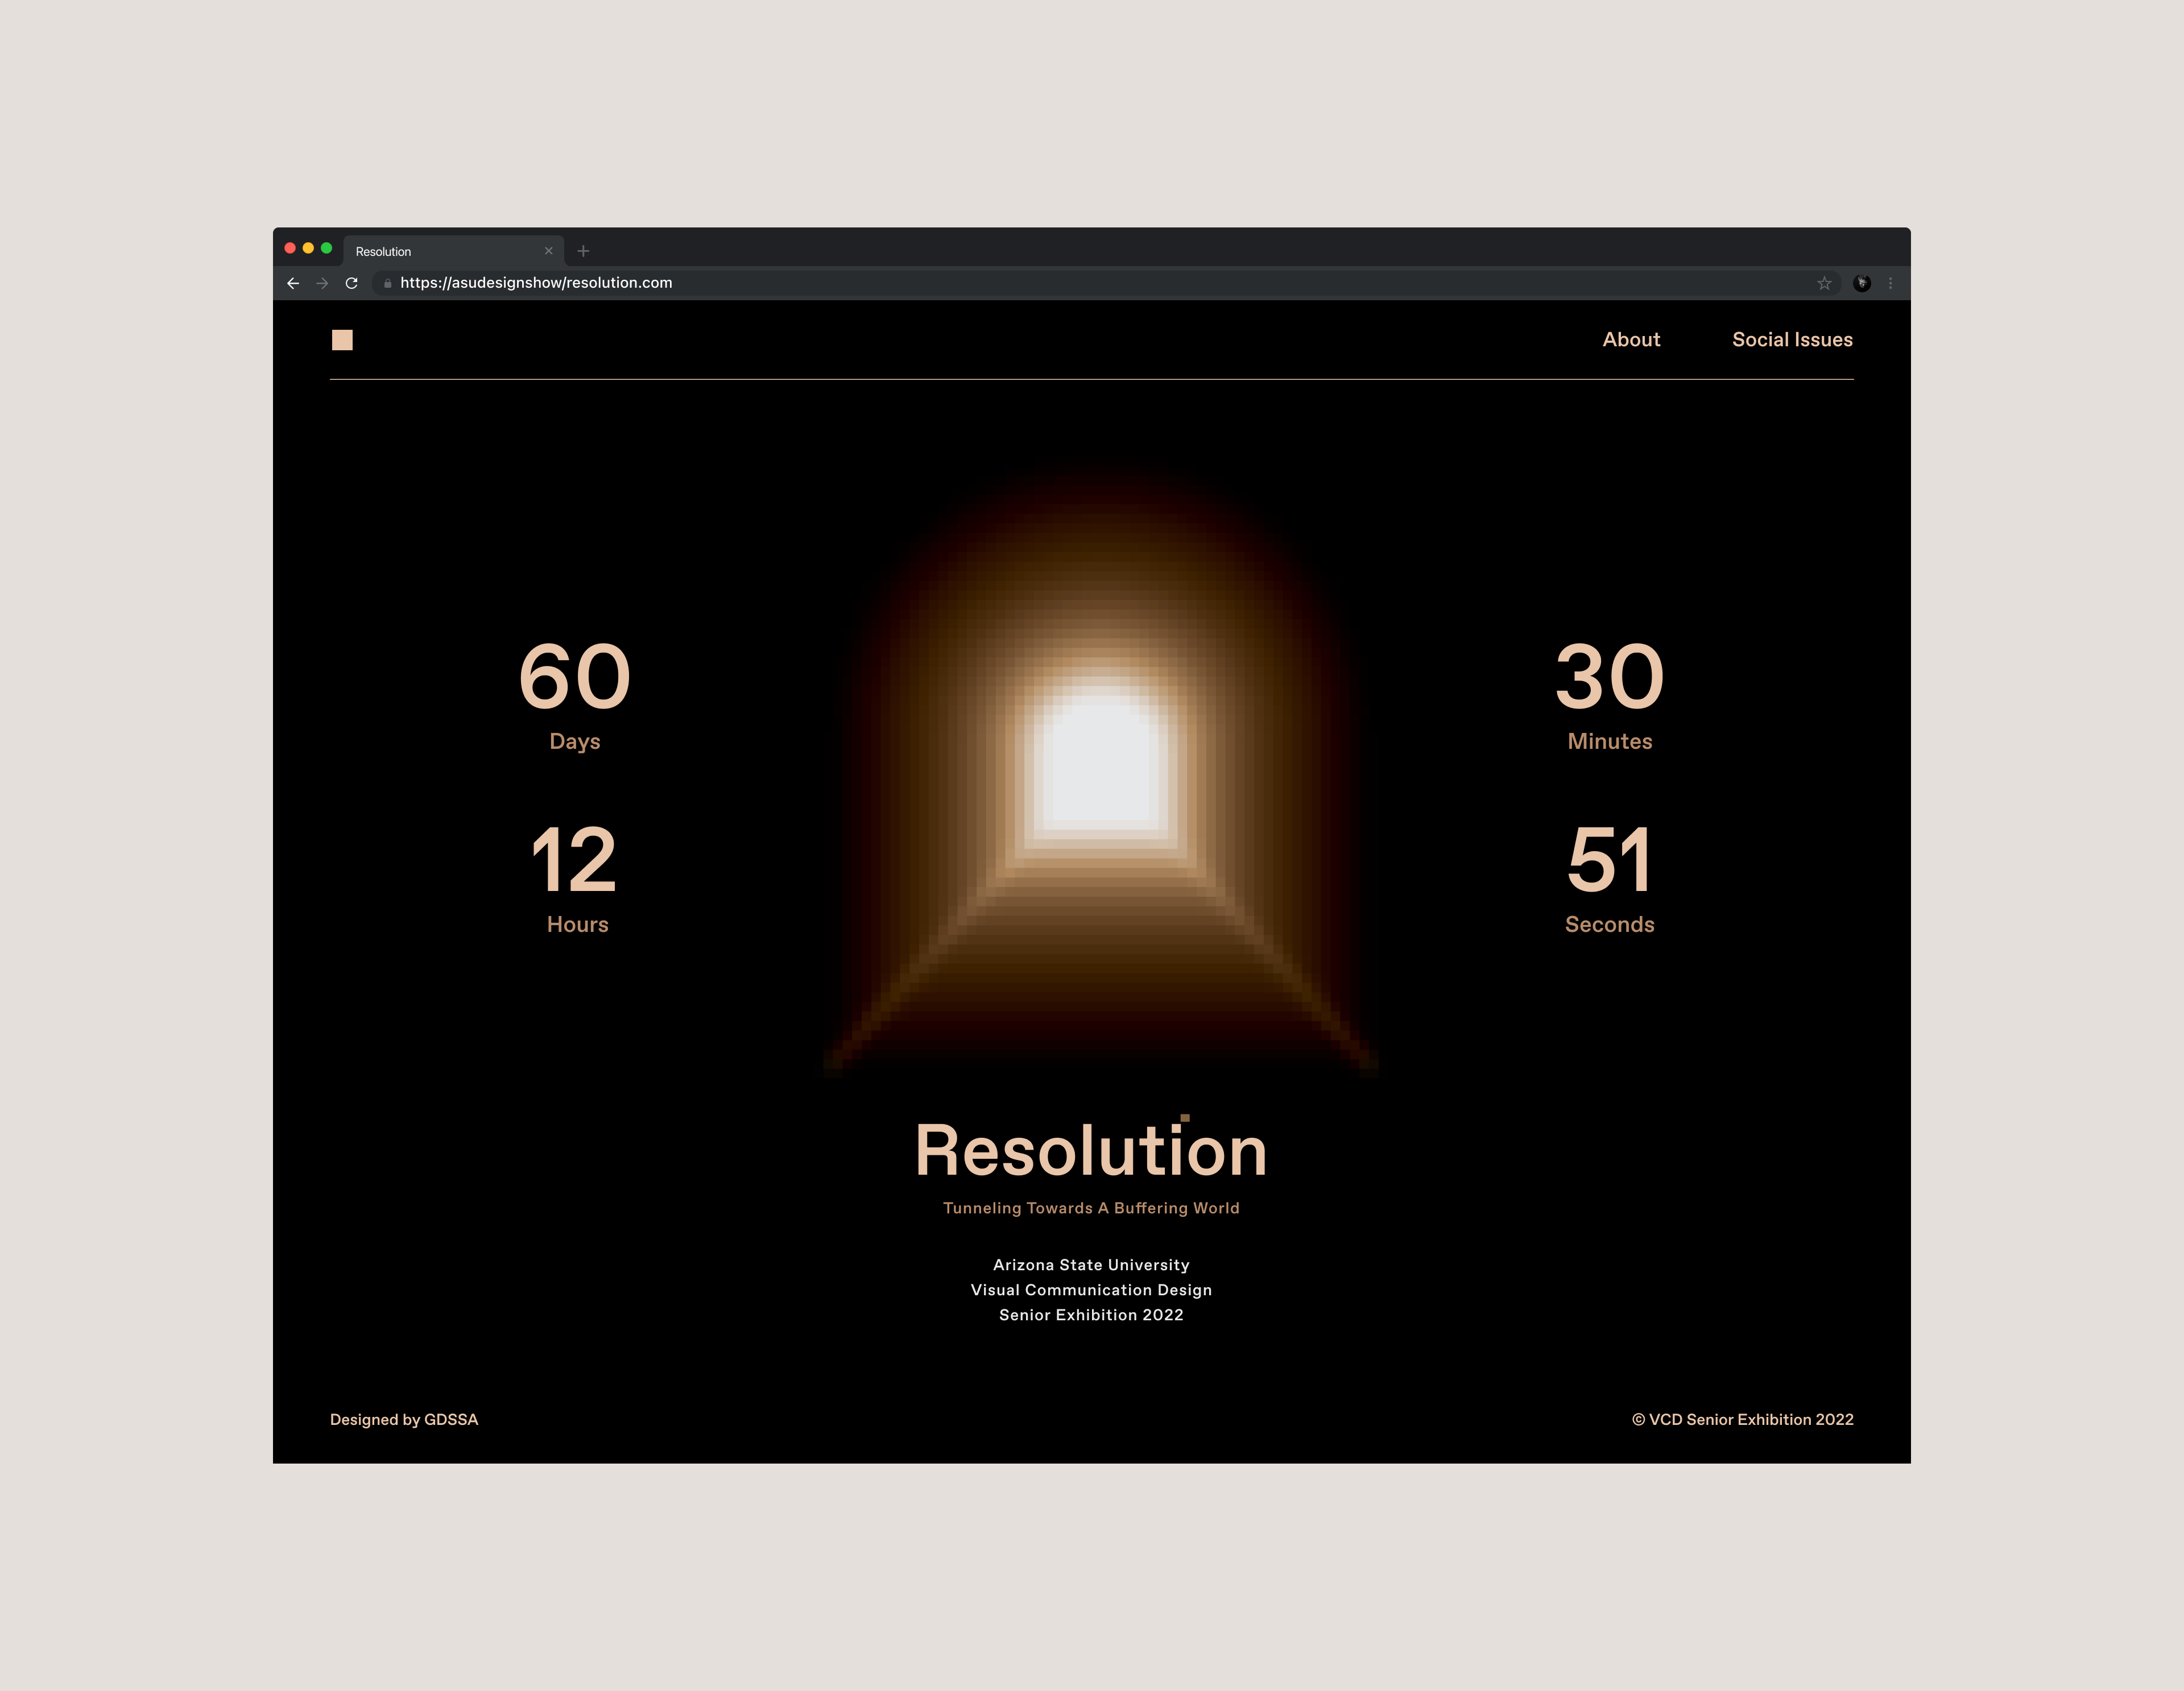 Resolution
https://asudesignshow/resolution.com
About
Social Issues
60
Days
12
Hours
30
Minutes
51
Seconds
Resolution
Tunneling Towards A Buffering World
Arizona State University
Visual Communication Design
Senior Exhibition 2022
Designed by GDSSA
© VCD Senior Exhibition 2022